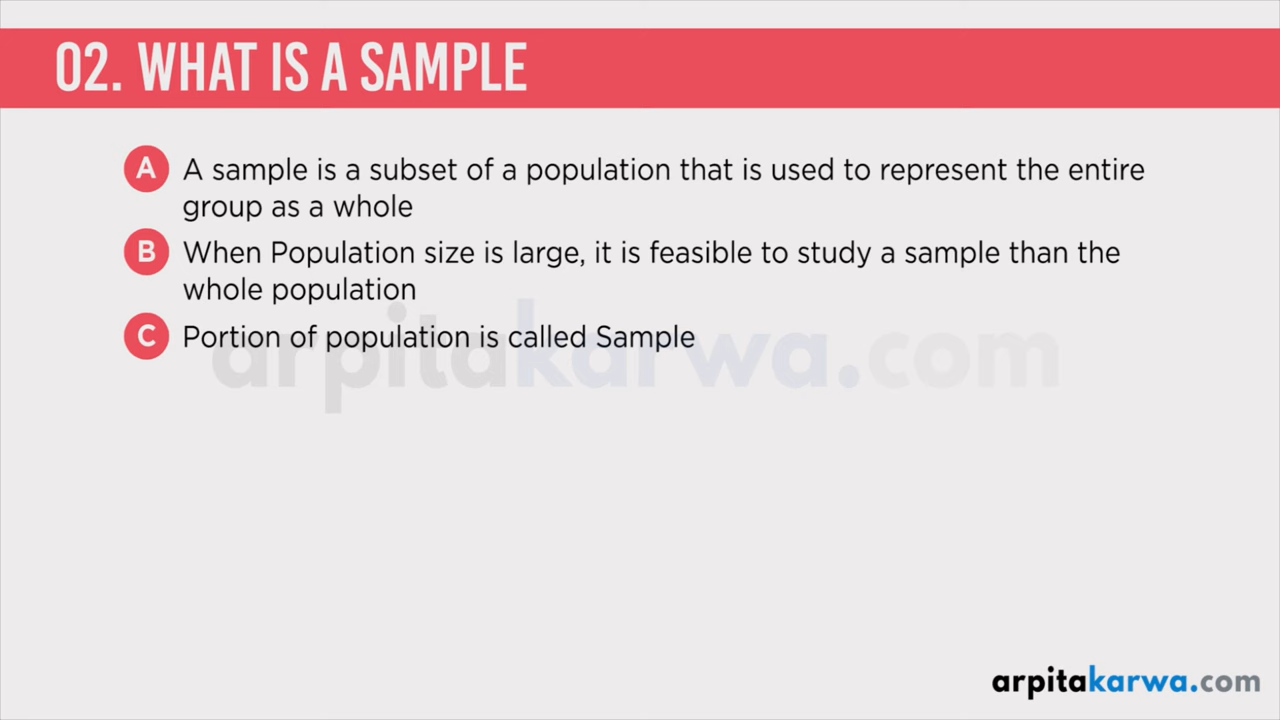 02. WHAT IS A SAMPLE
A A sample is a subset of a population that is used to represent the entire
group as a whole
B When Population size is large, it is feasible to study a sample than the
whole population
C Portion of population is called Sample
arpitakarwa.com
arpitakarwa.com